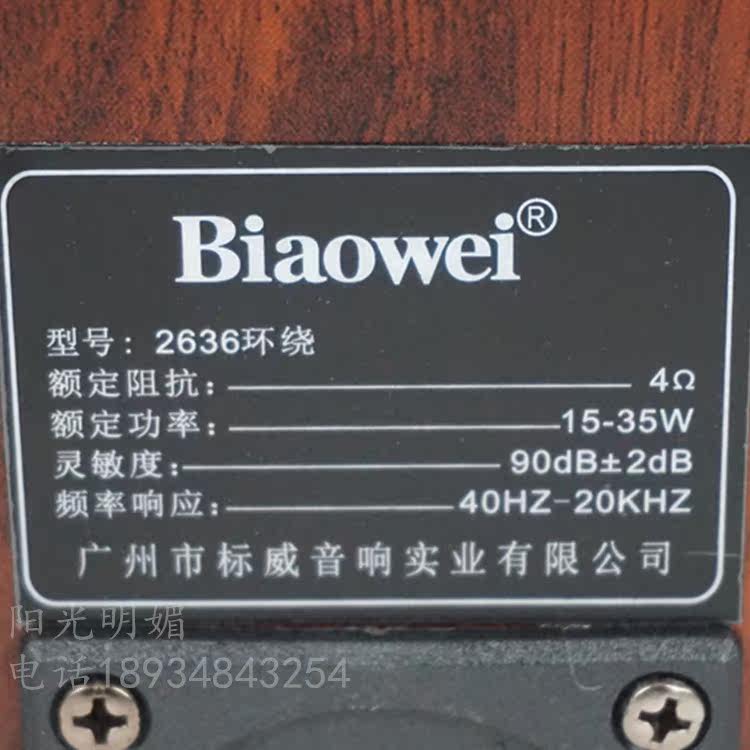 Biaowei®
型号：2636环绕
额定阻抗：4Ω
额定功率：15-35W
灵敏度：90dB±2dB
频率响应：40HZ-20KHZ
广州市标威音响实业有限公司
阳光明媚
电话18934843254